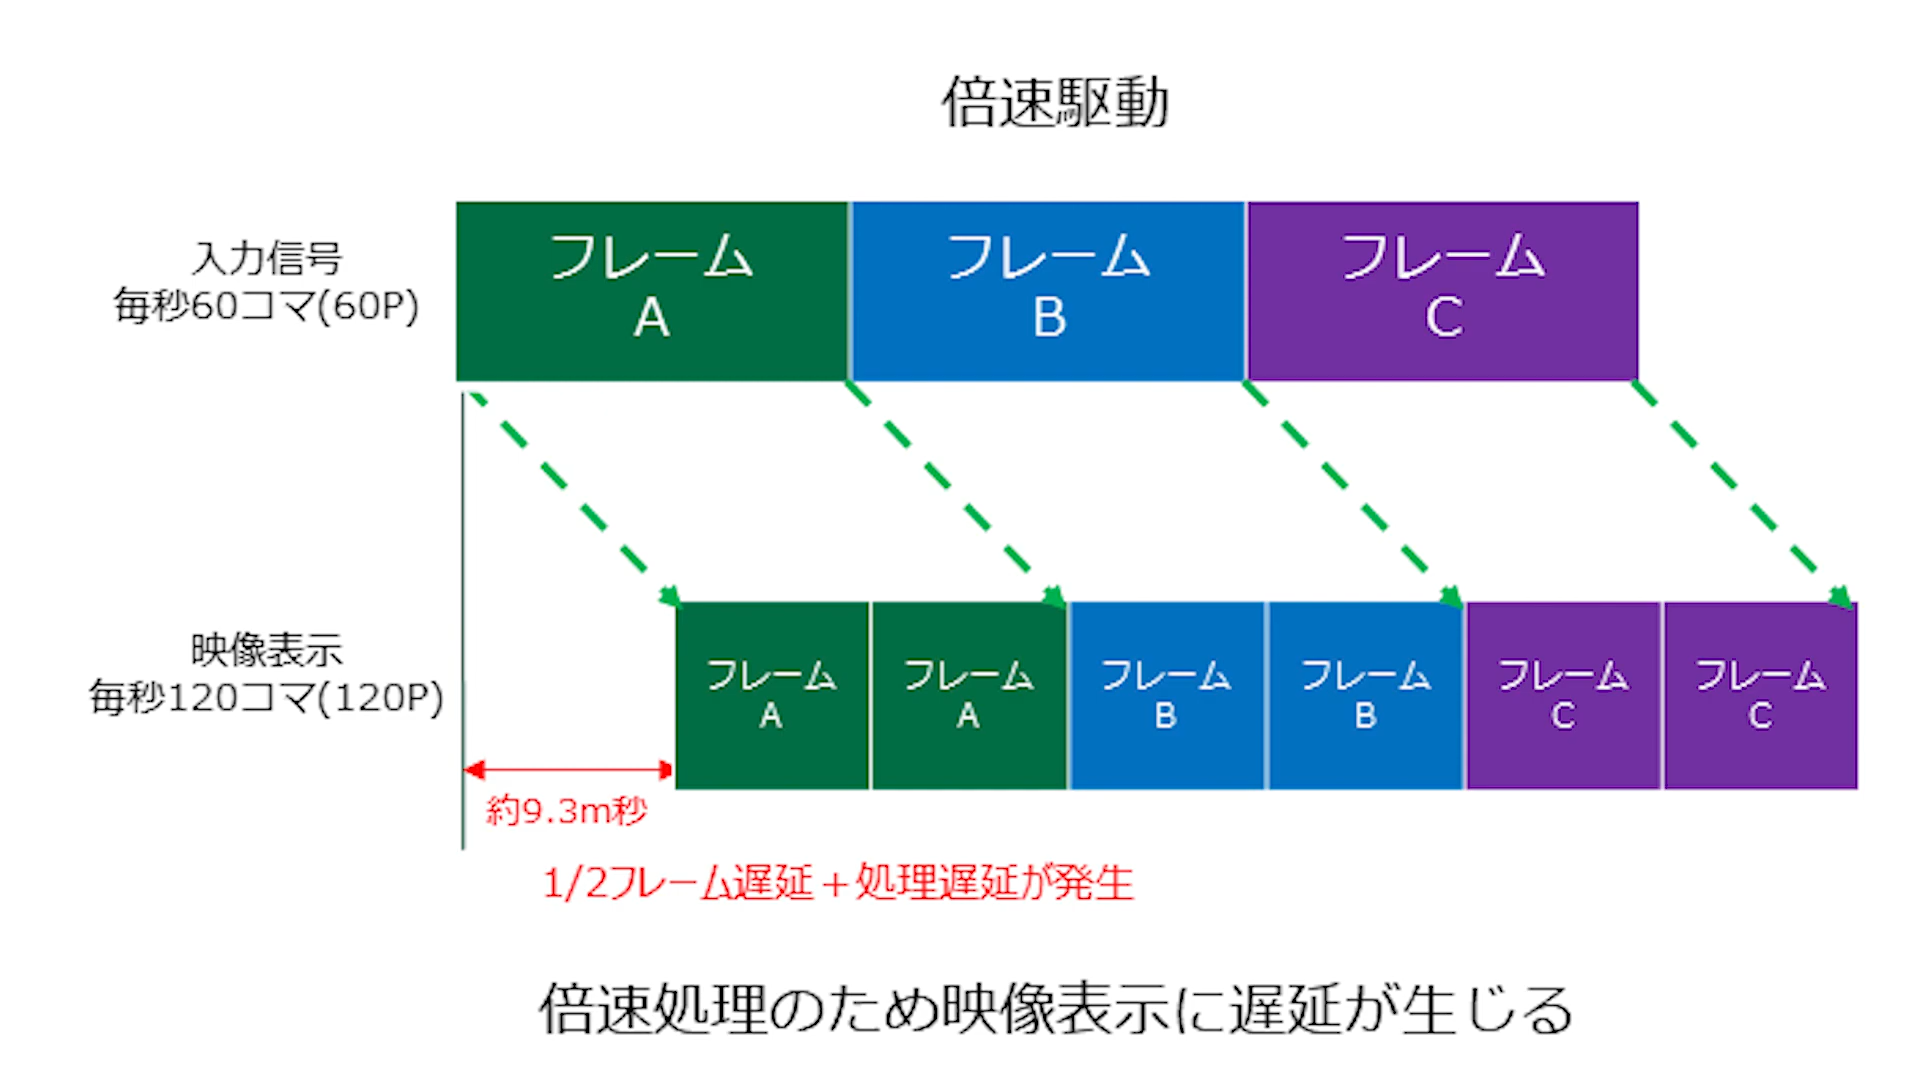 倍速駆動
入力信号
毎秒60コマ(60P)
フレーム
A
フレーム
B
フレーム
C
映像表示
毎秒120コマ(120P)
フレーム
A
フレーム
A
フレーム
B
フレーム
B
フレーム
C
フレーム
C
約9.3m秒
1/2フレーム遅延＋処理遅延が発生
倍速処理のため映像表示に遅延が生じる